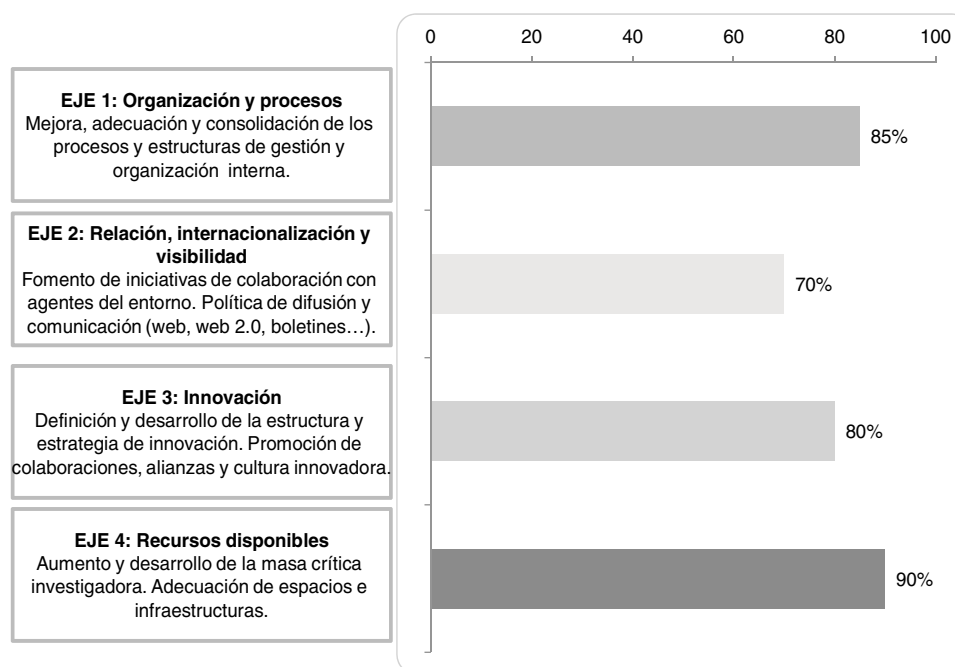 0 20 40 60 80 100
EJE 1: Organización y procesos
Mejora, adecuación y consolidación de los
procesos y estructuras de gestión y
organización interna.
85%
EJE 2: Relación, internacionalización y
visibilidad
Fomento de iniciativas de colaboración con
agentes del entorno. Política de difusión y
comunicación (web, web 2.0, boletines…).
70%
EJE 3: Innovación
Definición y desarrollo de la estructura y
estrategia de innovación. Promoción de
colaboraciones, alianzas y cultura innovadora.
80%
EJE 4: Recursos disponibles
Aumento y desarrollo de la masa crítica
investigadora. Adecuación de espacios e
infraestructuras.
90%